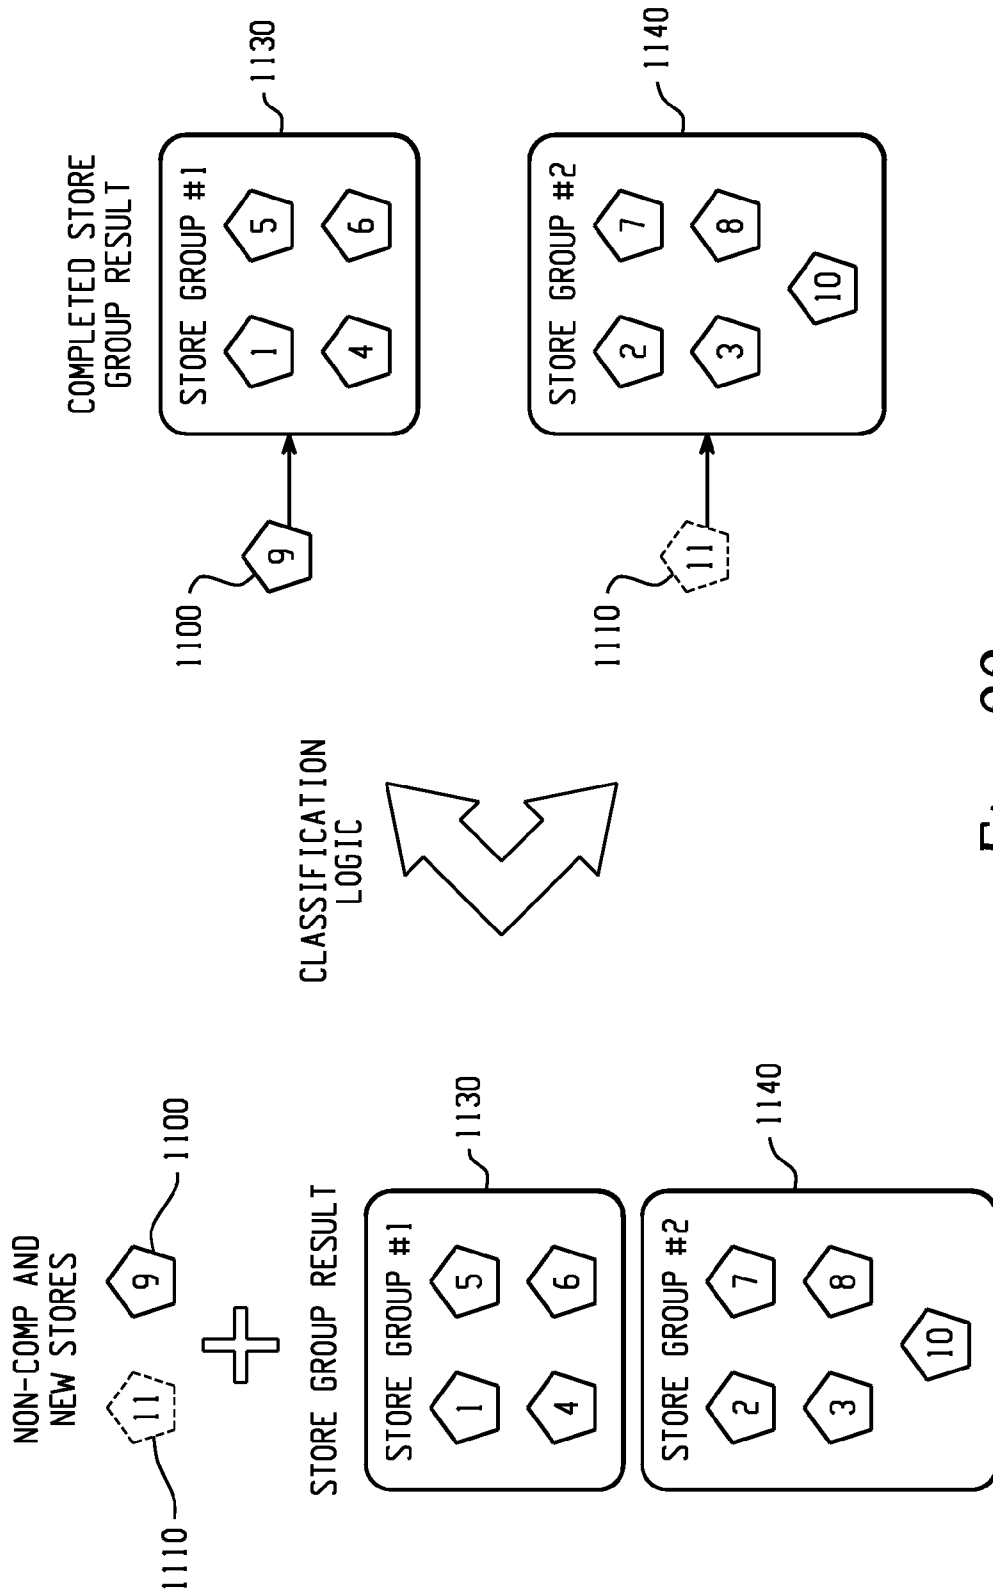 NON-COMP AND
NEW STORES
11
9
1110
1100
STORE GROUP RESULT
STORE GROUP #1
1
5
4
6
1130
STORE GROUP #2
2
7
3
8
10
1140
CLASSIFICATION
LOGIC
COMPLETED STORE
GROUP RESULT
1100
9
STORE GROUP #1
1
5
4
6
1130
1110
11
STORE GROUP #2
2
7
3
8
10
1140